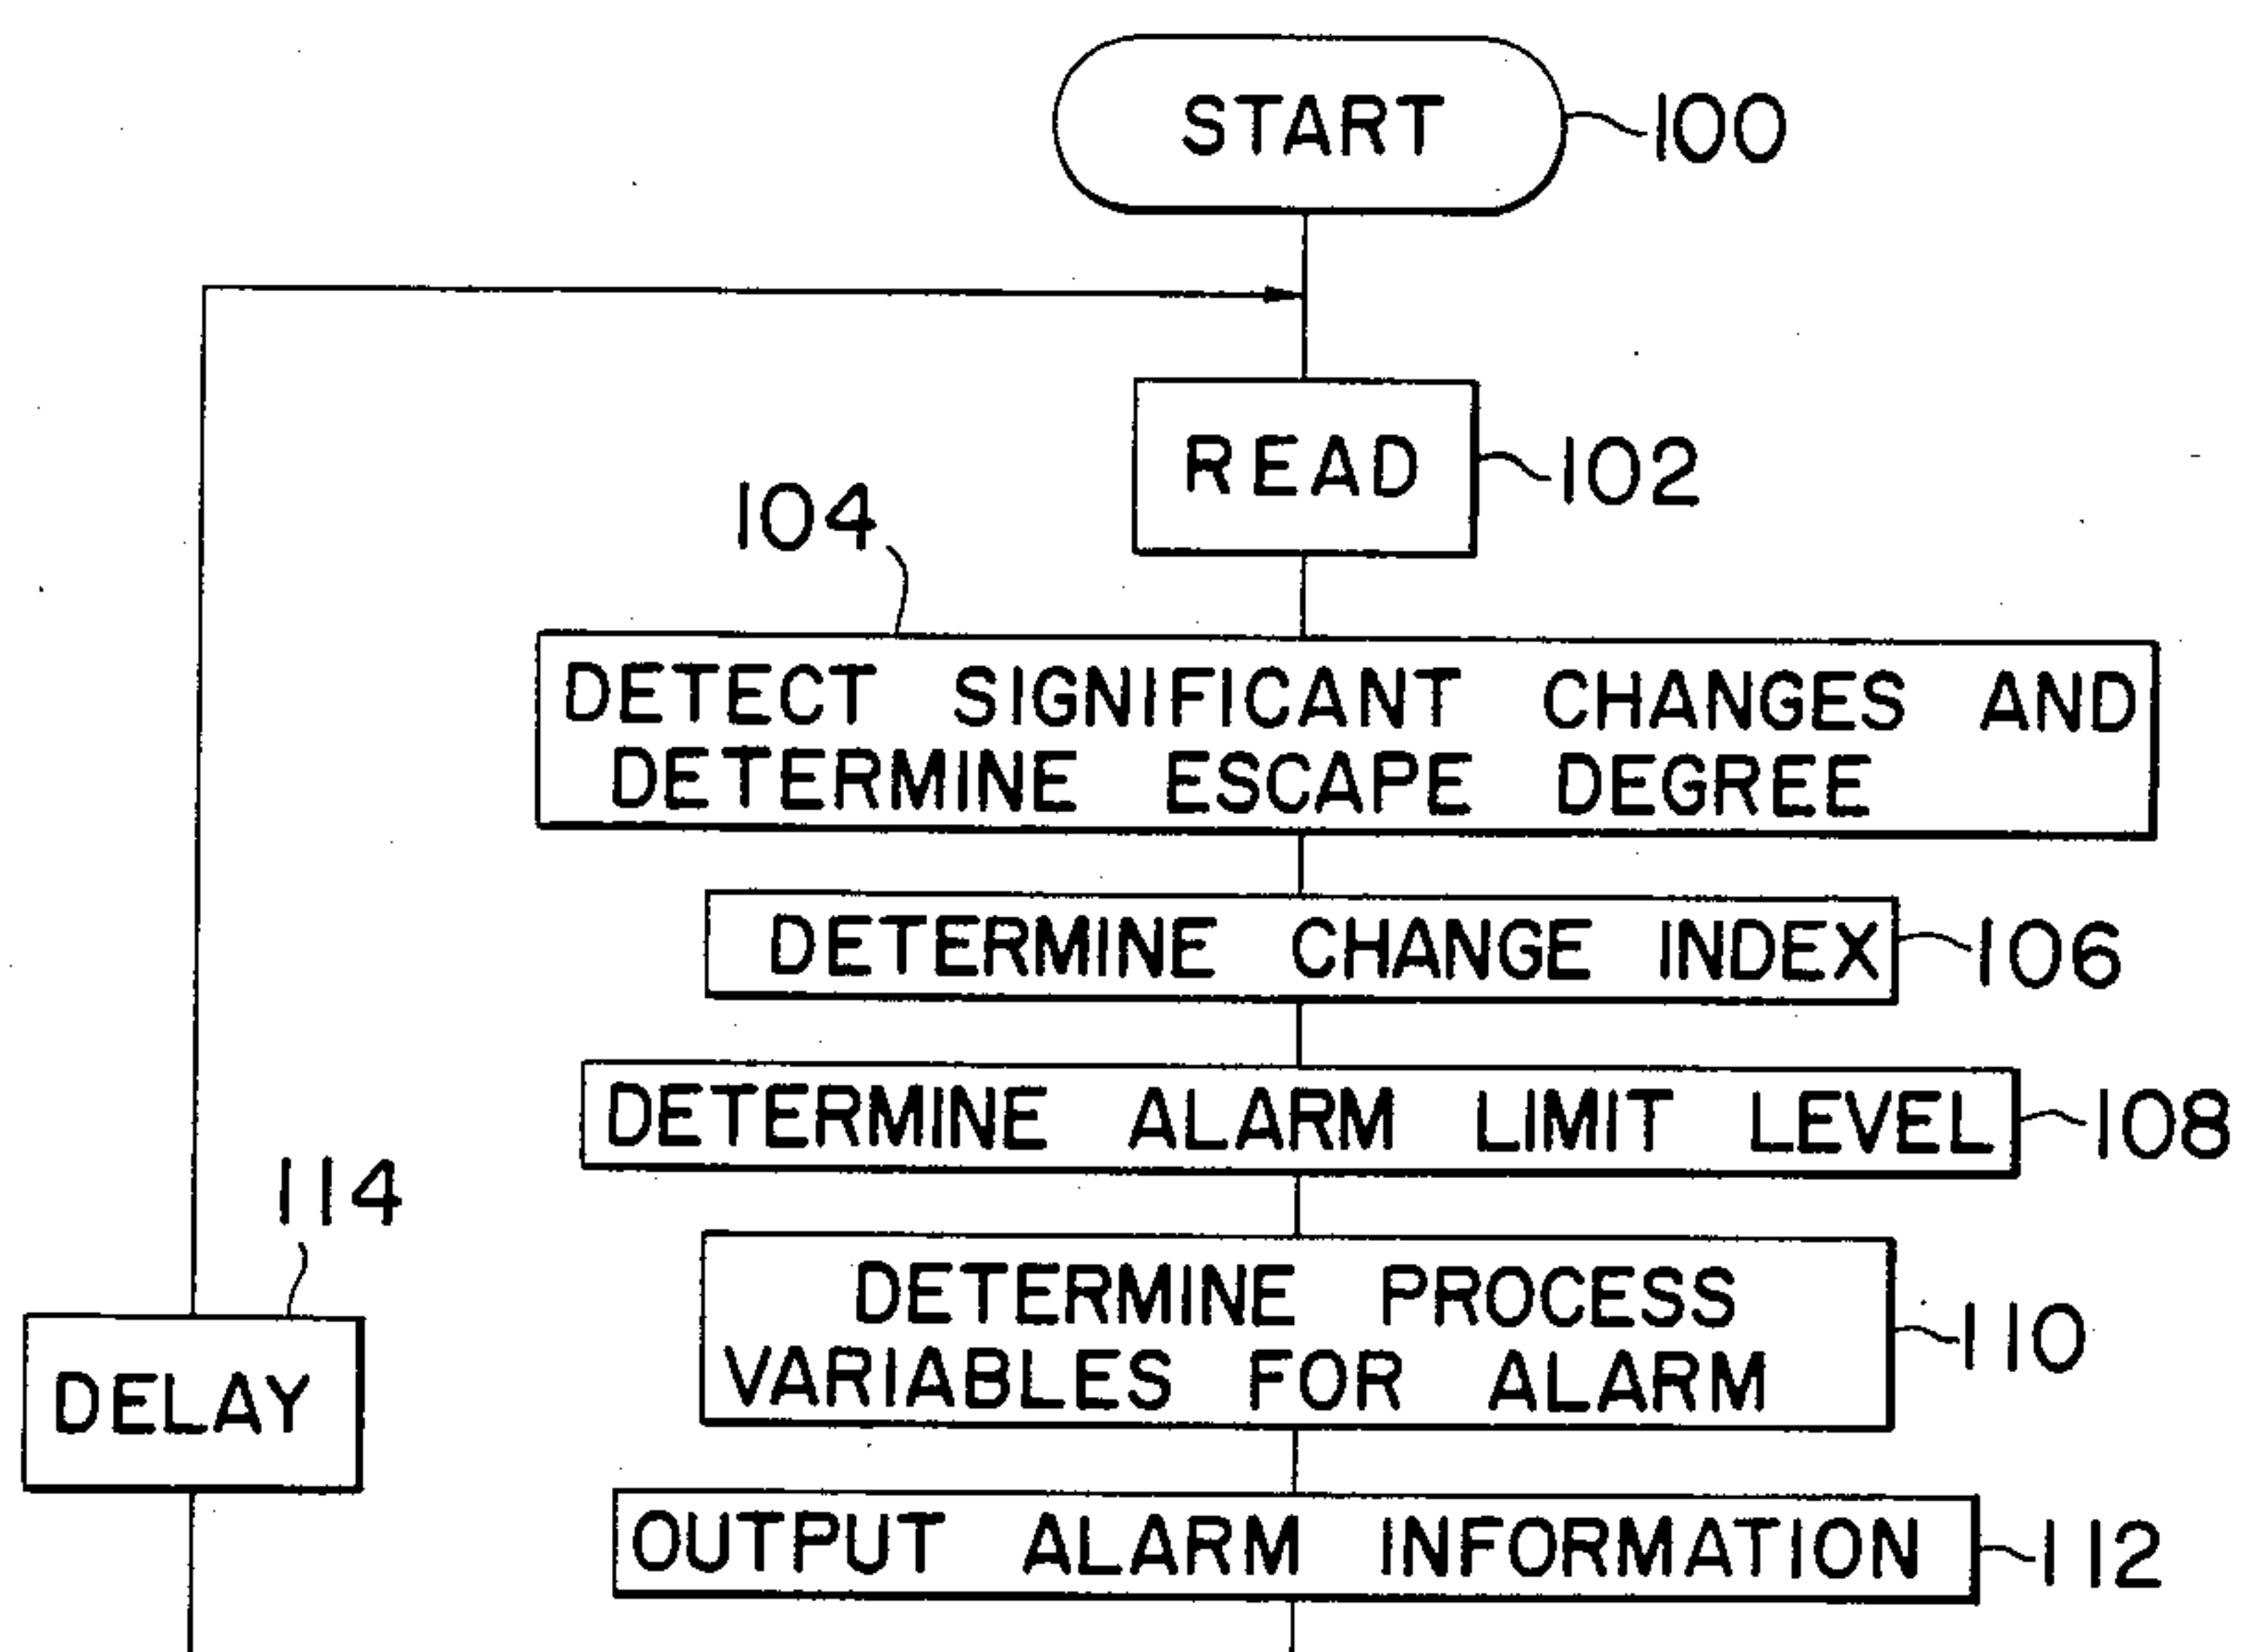 START
100
READ
102
104
DETECT SIGNIFICANT CHANGES AND
DETERMINE ESCAPE DEGREE
DETERMINE CHANGE INDEX
106
DETERMINE ALARM LIMIT LEVEL
108
DETERMINE PROCESS
VARIABLES FOR ALARM
110
114
DELAY
OUTPUT ALARM INFORMATION
112